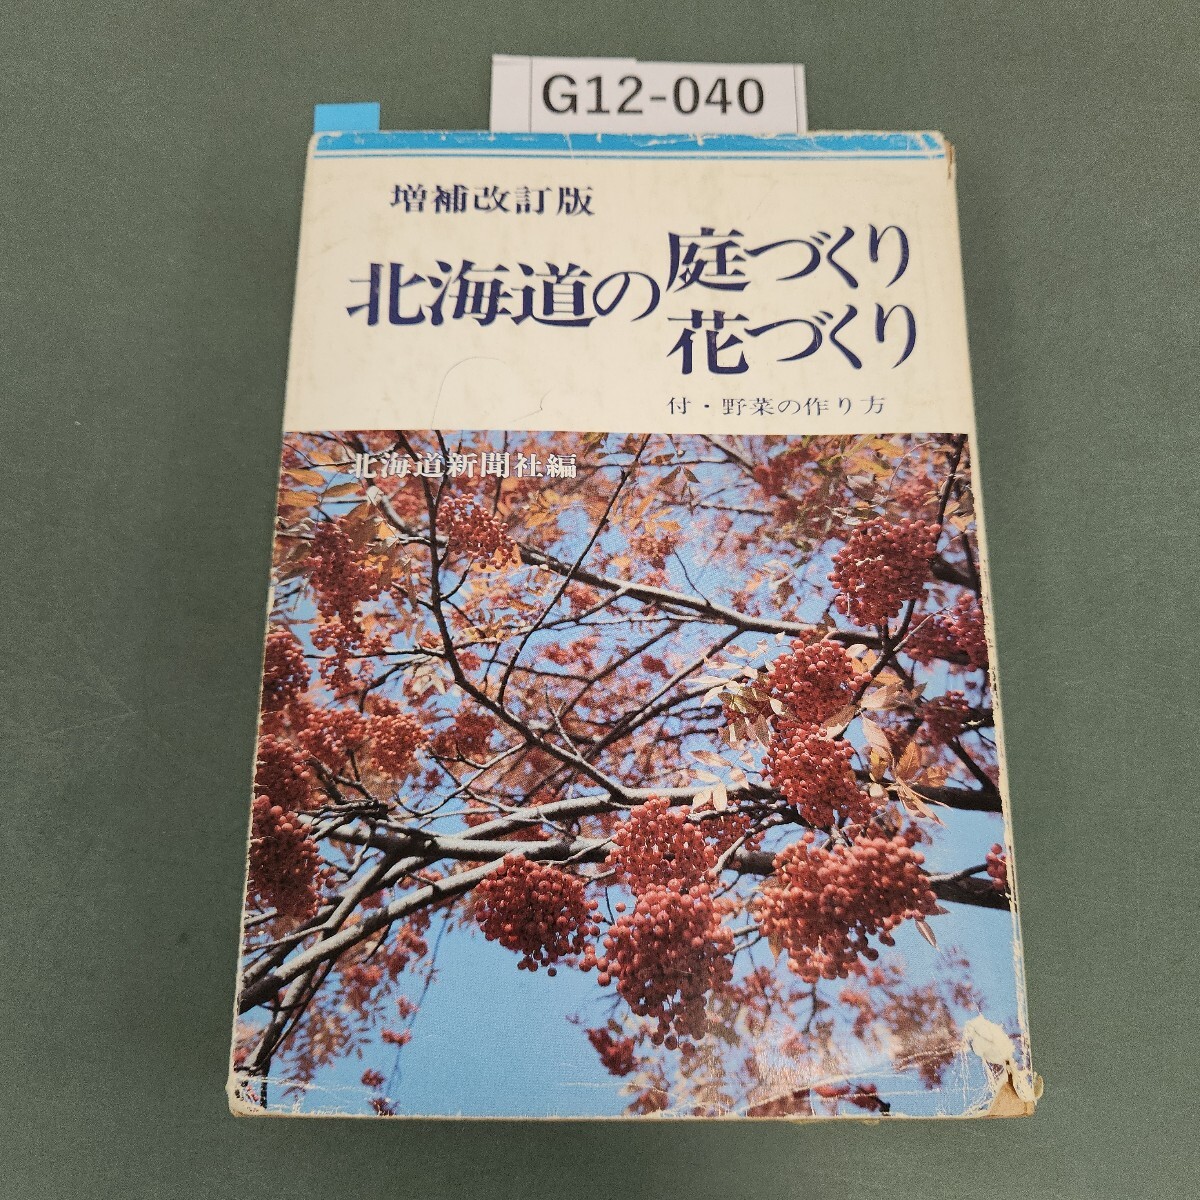 G12-040
増補改訂版
北海道の庭づくり
花づくり
付・野菜の作り方
北海道新聞社編